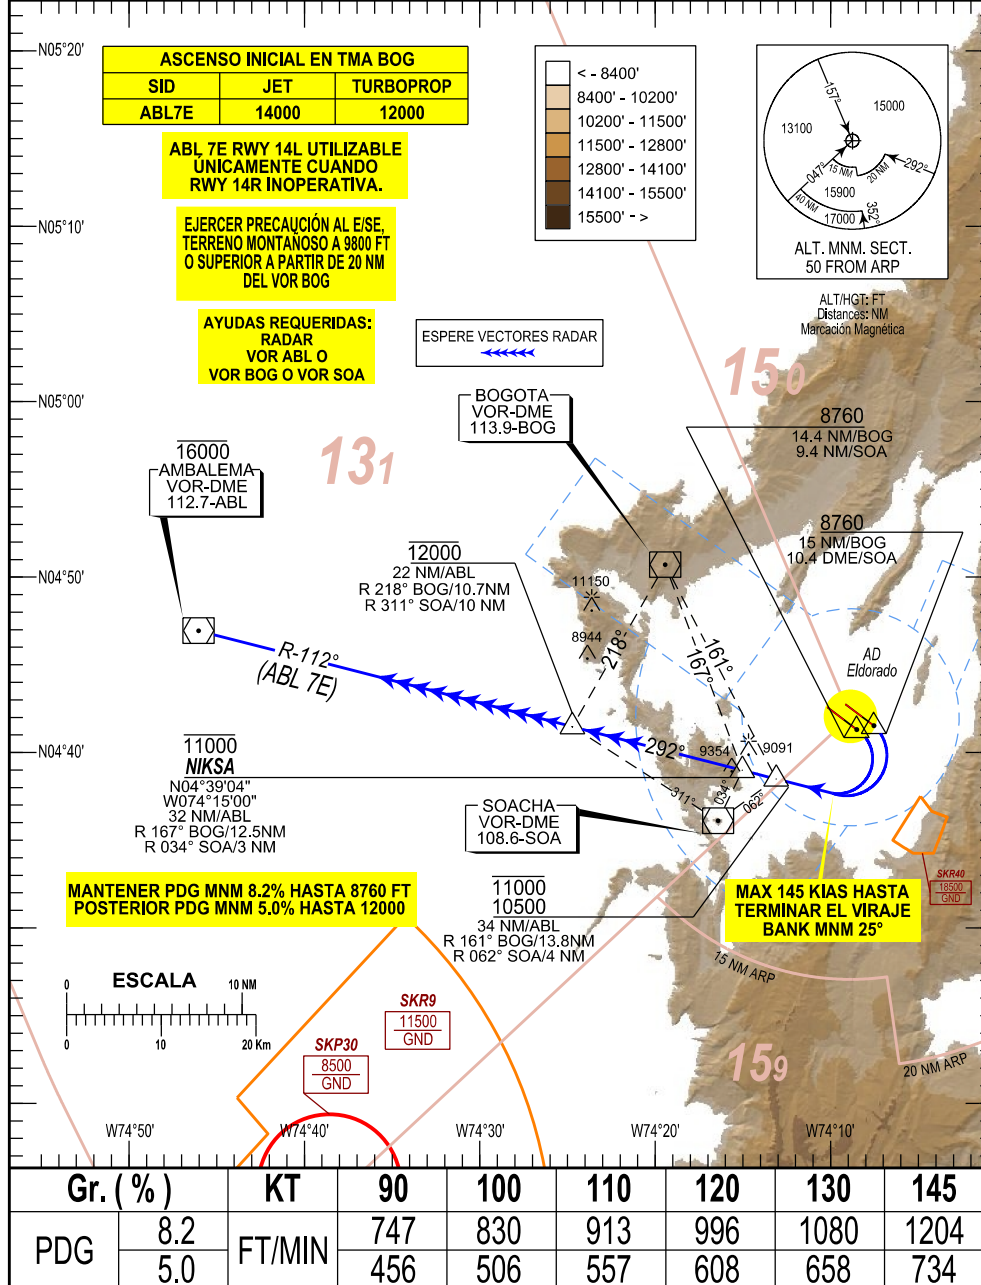 N05°20'
ASCENSO INICIAL EN TMA BOG
SID JET TURBOPROP
ABL7E 14000 12000
ABL 7E RWY 14L UTILIZABLE
ÚNICAMENTE CUANDO
RWY 14R INOPERATIVA.
N05°10'
EJERCER PRECAUCIÓN AL E/SE,
TERRENO MONTAÑOSO A 9800 FT
O SUPERIOR A PARTIR DE 20 NM
DEL VOR BOG
AYUDAS REQUERIDAS:
RADAR
VOR ABL O
VOR BOG O VOR SOA
< - 8400'
8400' - 10200'
10200' - 11500'
11500' - 12800'
12800' - 14100'
14100' - 15500'
15500' - >
157°
15000
13100
047°
15 NM
20 NM
292°
15900
40 NM
17000
352°
ALT. MNM. SECT.
50 FROM ARP
ALT/HGT: FT
Distances: NM
Marcación Magnética
ESPERE VECTORES RADAR
N05°00'
BOGOTA
VOR-DME
113.9-BOG
150
131
8760
14.4 NM/BOG
9.4 NM/SOA
8760
15 NM/BOG
10.4 DME/SOA
16000
AMBALEMA
VOR-DME
112.7-ABL
12000
22 NM/ABL
R 218° BOG/10.7NM
R 311° SOA/10 NM
N04°50'
11150
8944
218°
161°
167°
AD
Eldorado
R-112°
(ABL 7E)
N04°40'
292°
9354
9091
11000
NIKSA
N04°39'04"
W074°15'00"
32 NM/ABL
R 167° BOG/12.5NM
R 034° SOA/3 NM
311°
034°
062°
SOACHA
VOR-DME
108.6-SOA
11000
10500
34 NM/ABL
R 161° BOG/13.8NM
R 062° SOA/4 NM
MANTENER PDG MNM 8.2% HASTA 8760 FT
POSTERIOR PDG MNM 5.0% HASTA 12000
MAX 145 KIAS HASTA
TERMINAR EL VIRAJE
BANK MNM 25°
SKR40
18500
GND
15 NM ARP
20 NM ARP
159
ESCALA
0 10 NM
0 10 20 Km
SKR9
11500
GND
SKP30
8500
GND
W74°50' W74°40' W74°30' W74°20' W74°10'
Gr. ( % ) KT 90 100 110 120 130 145
PDG 8.2 FT/MIN 747 830 913 996 1080 1204
5.0 456 506 557 608 658 734